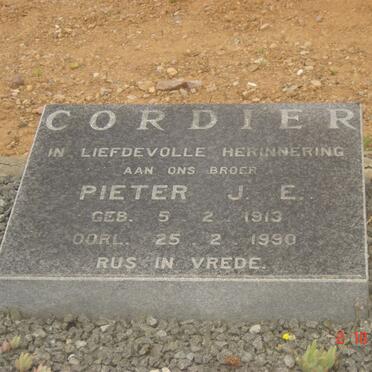 CORDIER
IN LIEFDEVOLLE HERINNERING
AAN ONS BROER
PIETER J. E.
GEB. 5 - 2 - 1913
OORL. 25 - 2 - 1990
RUS IN VREDE.